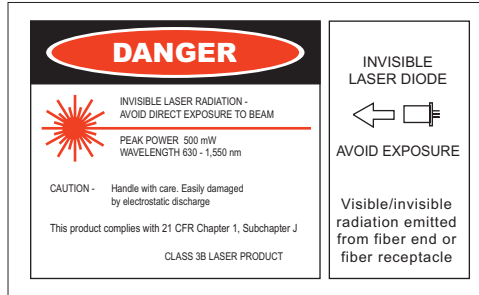 DANGER
INVISIBLE LASER RADIATION -
AVOID DIRECT EXPOSURE TO BEAM
PEAK POWER 500 mW
WAVELENGTH 630 - 1,550 nm
CAUTION - Handle with care. Easily damaged
by electrostatic discharge
This product complies with 21 CFR Chapter 1, Subchapter J
CLASS 3B LASER PRODUCT
INVISIBLE
LASER DIODE
AVOID EXPOSURE
Visible/invisible
radiation emitted
from fiber end or
fiber receptacle